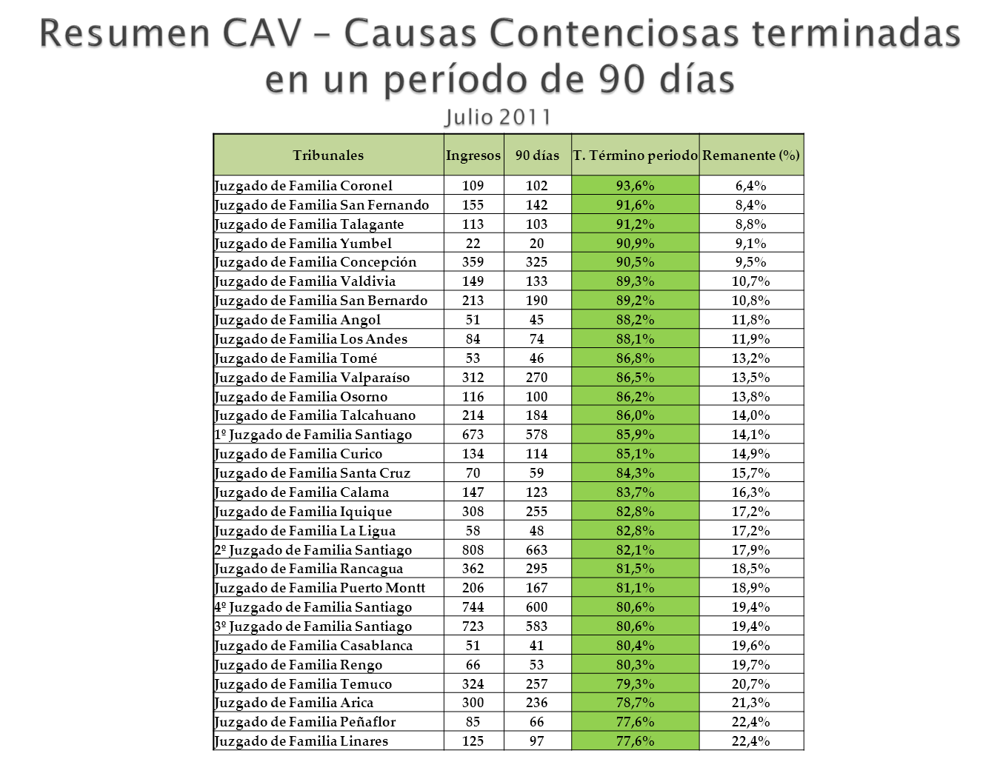 Resumen CAV – Causas Contenciosas terminadas
en un período de 90 días
Julio 2011
Tribunales Ingresos 90 días T. Término periodo Remanente (%)
Juzgado de Familia Coronel 109 102 93,6% 6,4%
Juzgado de Familia San Fernando 155 142 91,6% 8,4%
Juzgado de Familia Talagante 113 103 91,2% 8,8%
Juzgado de Familia Yumbel 22 20 90,9% 9,1%
Juzgado de Familia Concepción 359 325 90,5% 9,5%
Juzgado de Familia Valdivia 149 133 89,3% 10,7%
Juzgado de Familia San Bernardo 213 190 89,2% 10,8%
Juzgado de Familia Angol 51 45 88,2% 11,8%
Juzgado de Familia Los Andes 84 74 88,1% 11,9%
Juzgado de Familia Tomé 53 46 86,8% 13,2%
Juzgado de Familia Valparaíso 312 270 86,5% 13,5%
Juzgado de Familia Osorno 116 100 86,2% 13,8%
Juzgado de Familia Talcahuano 214 184 86,0% 14,0%
1º Juzgado de Familia Santiago 673 578 85,9% 14,1%
Juzgado de Familia Curico 134 114 85,1% 14,9%
Juzgado de Familia Santa Cruz 70 59 84,3% 15,7%
Juzgado de Familia Calama 147 123 83,7% 16,3%
Juzgado de Familia Iquique 308 255 82,8% 17,2%
Juzgado de Familia La Ligua 58 48 82,8% 17,2%
2º Juzgado de Familia Santiago 808 663 82,1% 17,9%
Juzgado de Familia Rancagua 362 295 81,5% 18,5%
Juzgado de Familia Puerto Montt 206 167 81,1% 18,9%
4º Juzgado de Familia Santiago 744 600 80,6% 19,4%
3º Juzgado de Familia Santiago 723 583 80,6% 19,4%
Juzgado de Familia Casablanca 51 41 80,4% 19,6%
Juzgado de Familia Rengo 66 53 80,3% 19,7%
Juzgado de Familia Temuco 324 257 79,3% 20,7%
Juzgado de Familia Arica 300 236 78,7% 21,3%
Juzgado de Familia Peñaflor 85 66 77,6% 22,4%
Juzgado de Familia Linares 125 97 77,6% 22,4%